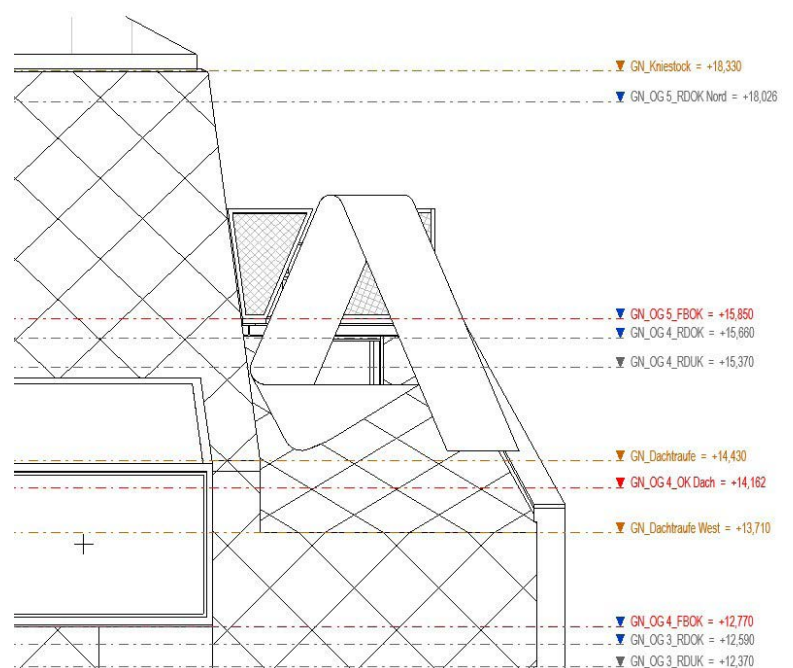 GN_Kniestock = +18,330
GN_OG 5_RDOK Nord = +18,026
GN_OG 5_FBOK = +15,850
GN_OG 4_RDOK = +15,660
GN_OG 4_RDUK = +15,370
GN_Dachtraufe = +14,430
GN_OG 4_OK Dach = +14,162
GN_Dachtraufe West = +13,710
GN_OG 4_FBOK = +12,770
GN_OG 3_RDOK = +12,590
GN_OG 3_RDUK = +12,370